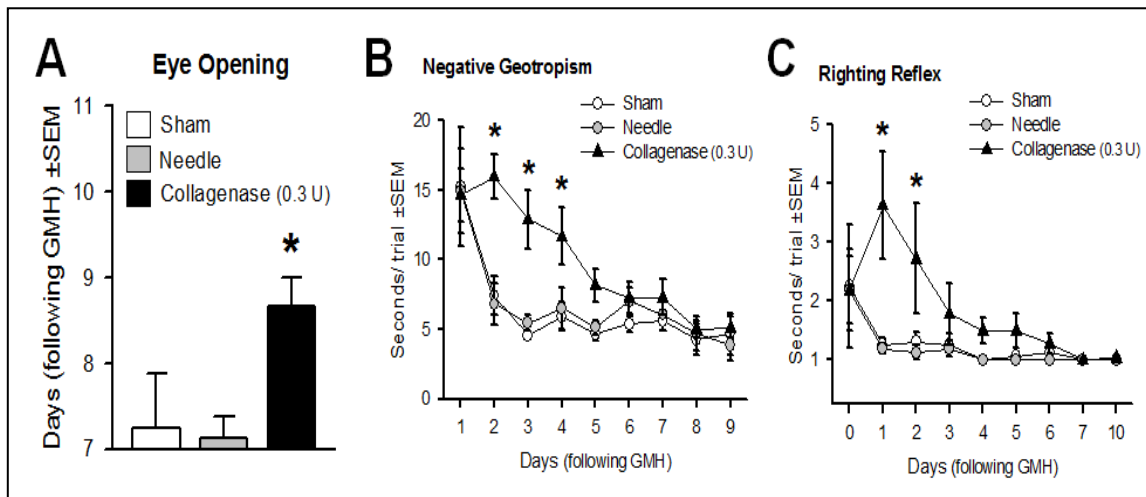 A
Eye Opening
Days (following GMH) ±SEM
11
10
9
8
7
Sham
Needle
Collagenase (0.3 U)
*
B
Negative Geotropism
Sham
Needle
Collagenase (0.3 U)
Seconds/ trial ±SEM
20
15
10
5
0
* * *
1 2 3 4 5 6 7 8 9
Days (following GMH)
C
Righting Reflex
Sham
Needle
Collagenase (0.3 U)
Seconds/ trial ±SEM
5
4
3
2
1
* *
0 1 2 3 4 5 6 7 10
Days (following GMH)